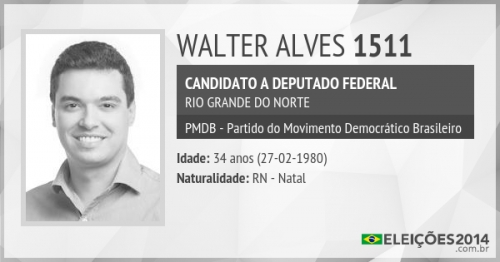 WALTER ALVES 1511
CANDIDATO A DEPUTADO FEDERAL
RIO GRANDE DO NORTE
PMDB - Partido do Movimento Democrático Brasileiro
Idade: 34 anos (27-02-1980)
Naturalidade: RN - Natal
ELEIÇÕES2014
.com.br